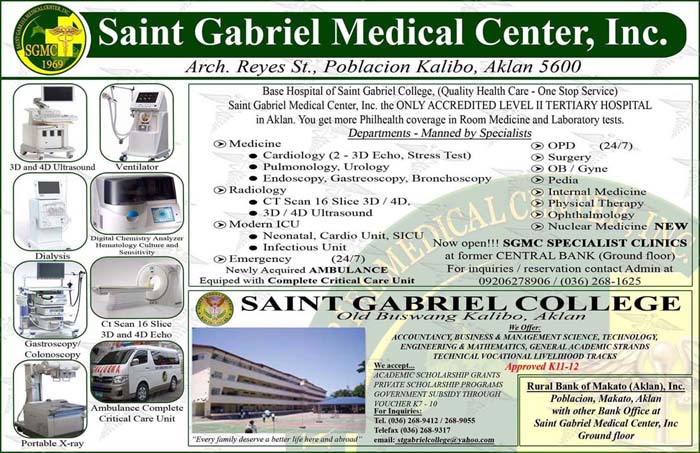 Saint Gabriel Medical Center, Inc.
SAINT GABRIEL MEDICAL CENTER, INC.
SGMC
1969
Arch. Reyes St., Poblacion Kalibo, Aklan 5600
3D and 4D Ultrasound
Ventilator
Dialysis
Digital Chemistry Analyzer
Hematology Culture and
Sensitivity
Gastroscopy/
Colonoscopy
Ct Scan 16 Slice
3D and 4D Echo
Portable X-ray
Ambulance Complete
Critical Care Unit
Base Hospital of Saint Gabriel College, (Quality Health Care - One Stop Service)
Saint Gabriel Medical Center, Inc. the ONLY ACCREDITED LEVEL II TERTIARY HOSPITAL
in Aklan. You get more Philhealth coverage in Room Medicine and Laboratory tests.
Departments - Manned by Specialists
Medicine
Cardiology (2 - 3D Echo, Stress Test)
Pulmonology, Urology
Endoscopy, Gastreoscopy, Bronchoscopy
Radiology
CT Scan 16 Slice 3D / 4D,
3D / 4D Ultrasound
Modern ICU
Neonatal, Cardio Unit, SICU
Infectious Unit
Emergency (24/7)
Newly Acquired AMBULANCE
Equiped with Complete Critical Care Unit
OPD (24/7)
Surgery
OB / Gyne
Pedia
Internal Medicine
Physical Therapy
Ophthalmology
Nuclear Medicine NEW
Now open!!! SGMC SPECIALIST CLINICS
at former CENTRAL BANK (Ground floor)
For inquiries / reservation contact Admin at
09206278906 / (036) 268-1625
SAINT GABRIEL COLLEGE
Old Buswang Kalibo, Aklan
We Offer:
ACCOUNTANCY, BUSINESS & MANAGEMENT SCIENCE, TECHNOLOGY,
ENGINEERING & MATHEMATICS, GENERAL ACADEMIC STRANDS
TECHNICAL VOCATIONAL LIVELIHOOD TRACKS
Approved K11-12
We accept...
ACADEMIC SCHOLARSHIP GRANTS
PRIVATE SCHOLARSHIP PROGRAMS
GOVERNMENT SUBSIDY THROUGH
VOUCHER K7 - 10
For Inquiries:
Tel. (036) 268-9412 / 268-9055
Telefax (036) 268-9317
email: stgabrielcollege@yahoo.com
"Every family deserve a better life here and abroad"
Rural Bank of Makato (Aklan), Inc.
Poblacion, Makato, Aklan
with other Bank Office at
Saint Gabriel Medical Center, Inc
Ground floor